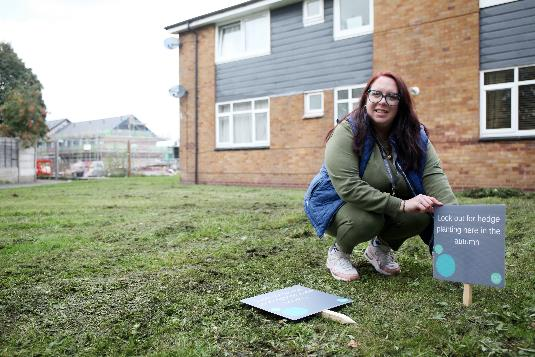 Look out for hedge
planting here in the
autumn